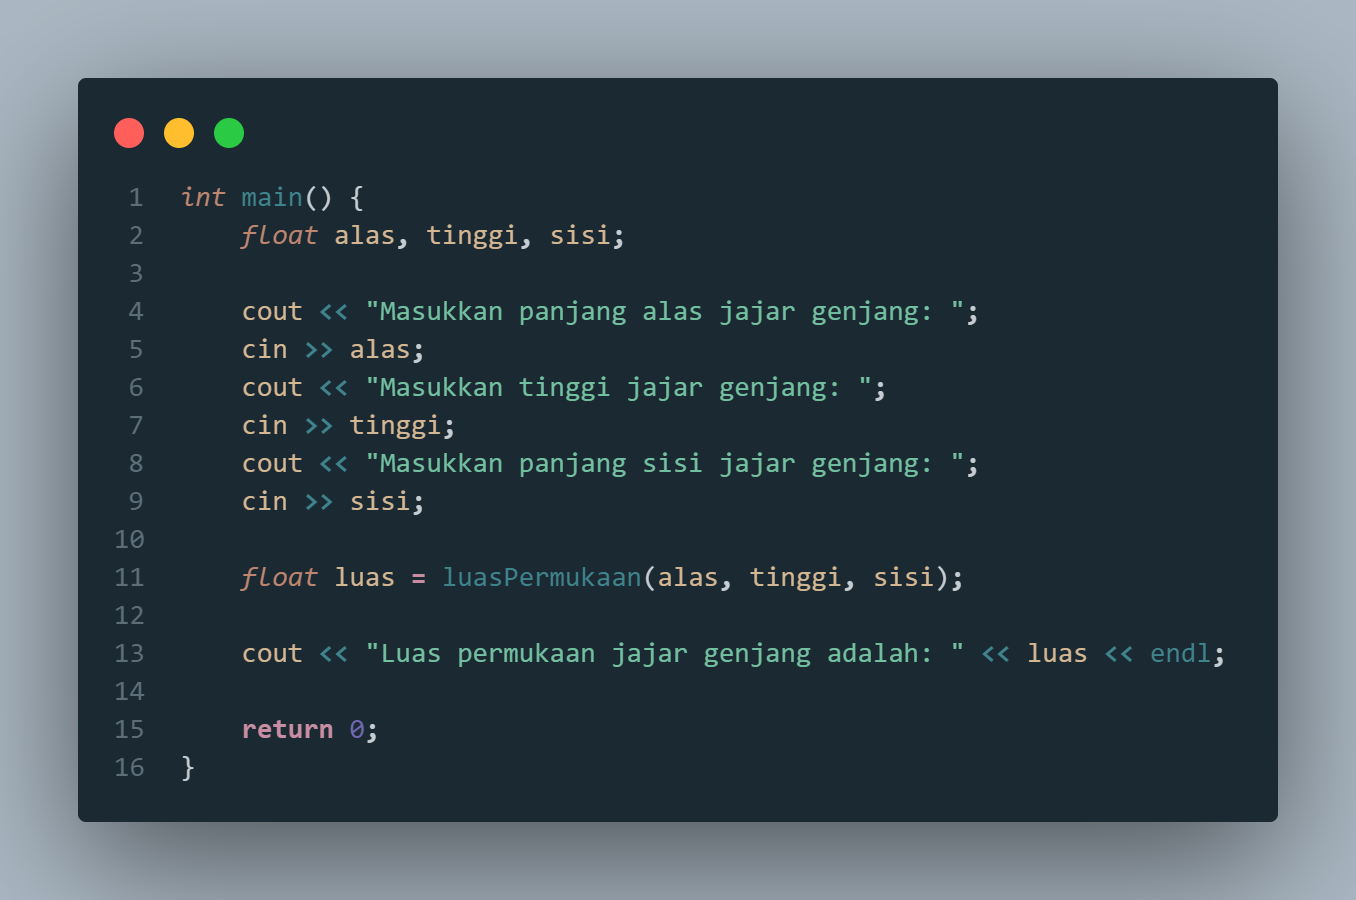 1 int main() {
2     float alas, tinggi, sisi;
3
4     cout << "Masukkan panjang alas jajar genjang: ";
5     cin >> alas;
6     cout << "Masukkan tinggi jajar genjang: ";
7     cin >> tinggi;
8     cout << "Masukkan panjang sisi jajar genjang: ";
9     cin >> sisi;
10
11     float luas = luasPermukaan(alas, tinggi, sisi);
12
13     cout << "Luas permukaan jajar genjang adalah: " << luas << endl;
14
15     return 0;
16 }